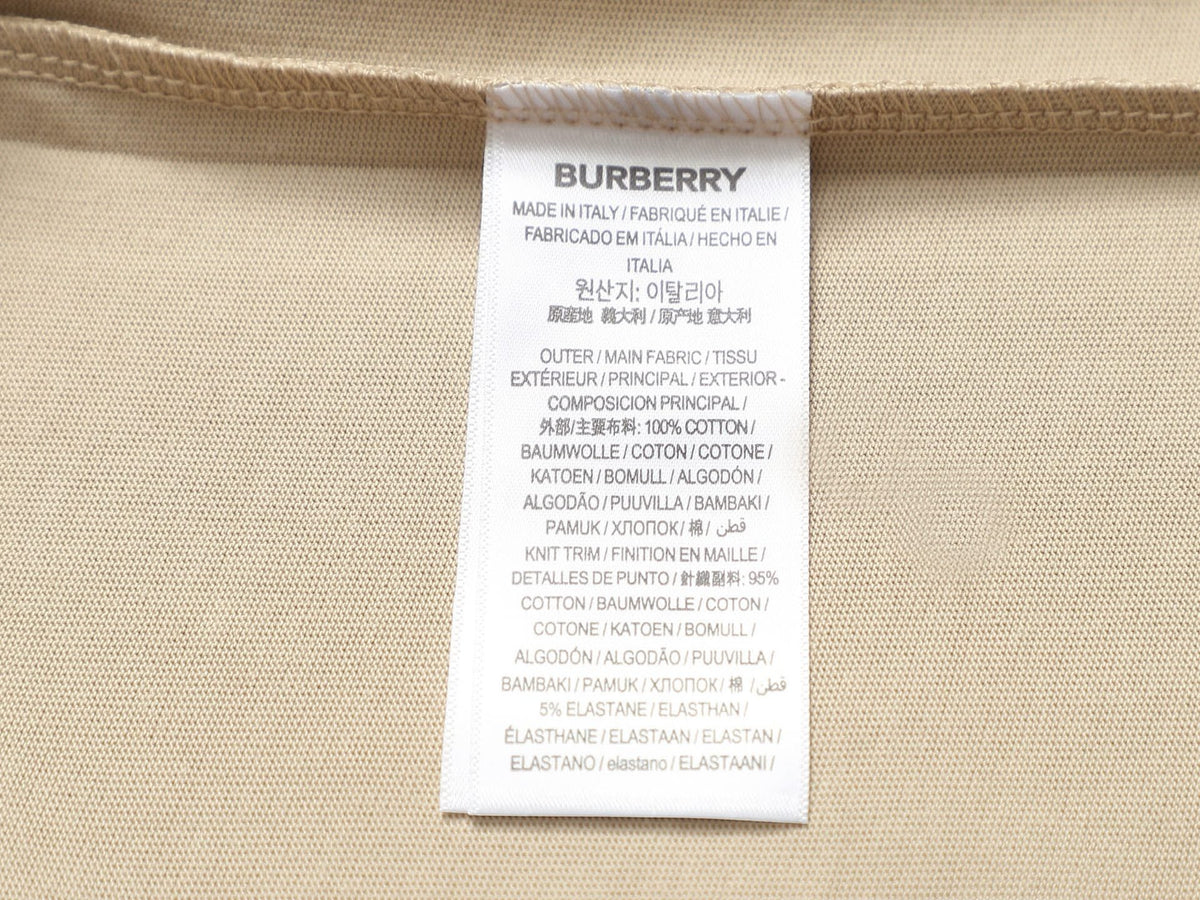 BURBERRY
MADE IN ITALY / FABRIQUÉ EN ITALIE /
FABRICADO EM ITÁLIA / HECHO EN
ITALIA
원산지: 이탈리아
原産地 義大利 / 原产地 意大利
OUTER / MAIN FABRIC / TISSU
EXTÉRIEUR / PRINCIPAL / EXTERIOR -
COMPOSICION PRINCIPAL /
外部/主要布料: 100% COTTON /
BAUMWOLLE / COTON / COTONE /
KATOEN / BOMULL / ALGODÓN /
ALGODÃO / PUUVILLA / BAMBAKI /
PAMUK / ХЛОПОК / 棉 / قطن
KNIT TRIM / FINITION EN MAILLE /
DETALLES DE PUNTO / 針織副料: 95%
COTTON / BAUMWOLLE / COTON /
COTONE / KATOEN / BOMULL /
ALGODÓN / ALGODÃO / PUUVILLA /
BAMBAKI / PAMUK / ХЛОПОК / 棉 / قطن
5% ELASTANE / ELASTHAN /
ÉLASTHANE / ELASTAAN / ELASTAN /
ELASTANO / elastano / ELASTAANI /